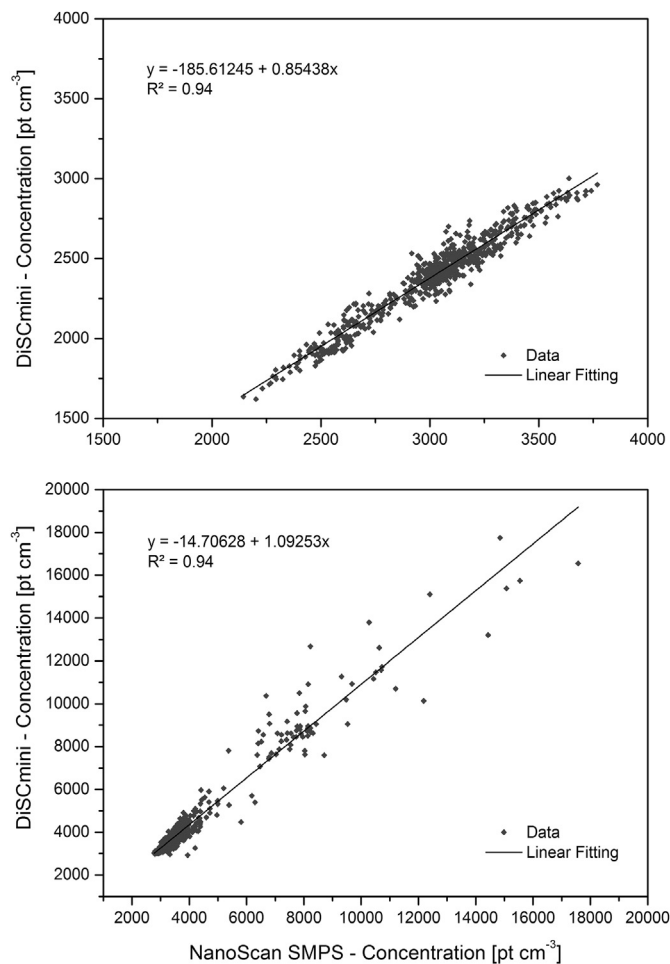 4000
3500
3000
2500
2000
1500
DiSCmini - Concentration [pt cm⁻³]
y = -185.61245 + 0.85438x
R² = 0.94
Data
Linear Fitting
1500 2000 2500 3000 3500 4000
20000
18000
16000
14000
12000
10000
8000
6000
4000
2000
DiSCmini - Concentration [pt cm⁻³]
y = -14.70628 + 1.09253x
R² = 0.94
Data
Linear Fitting
2000 4000 6000 8000 10000 12000 14000 16000 18000 20000
NanoScan SMPS - Concentration [pt cm⁻³]